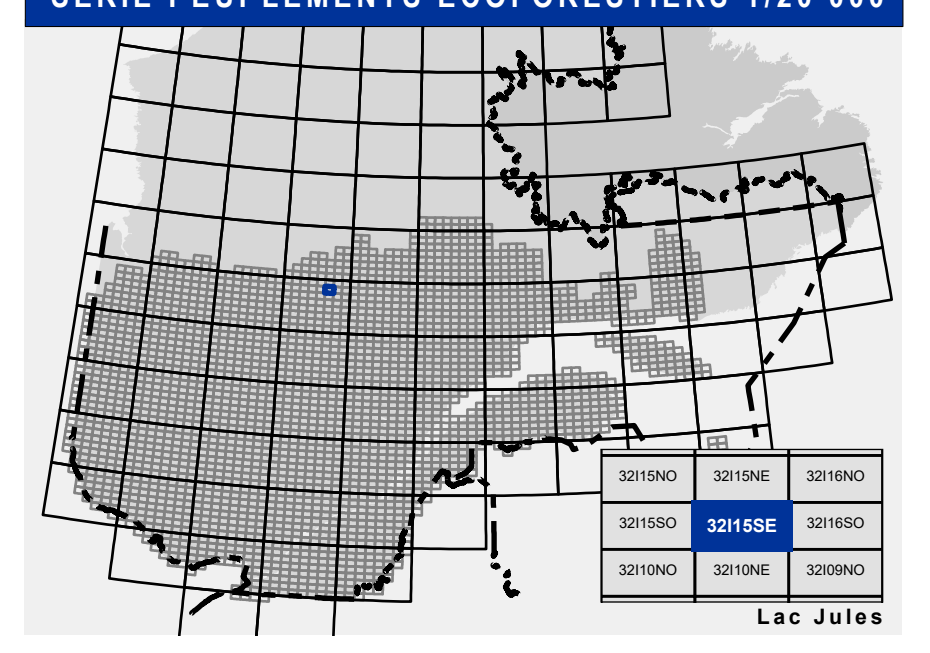 SÉRIE PEUPLEMENTS ÉCOFORESTIERS 1/20 000
32I15NO 32I15NE 32I16NO
32I15SO 32I15SE 32I16SO
32I10NO 32I10NE 32I09NO
Lac Jules